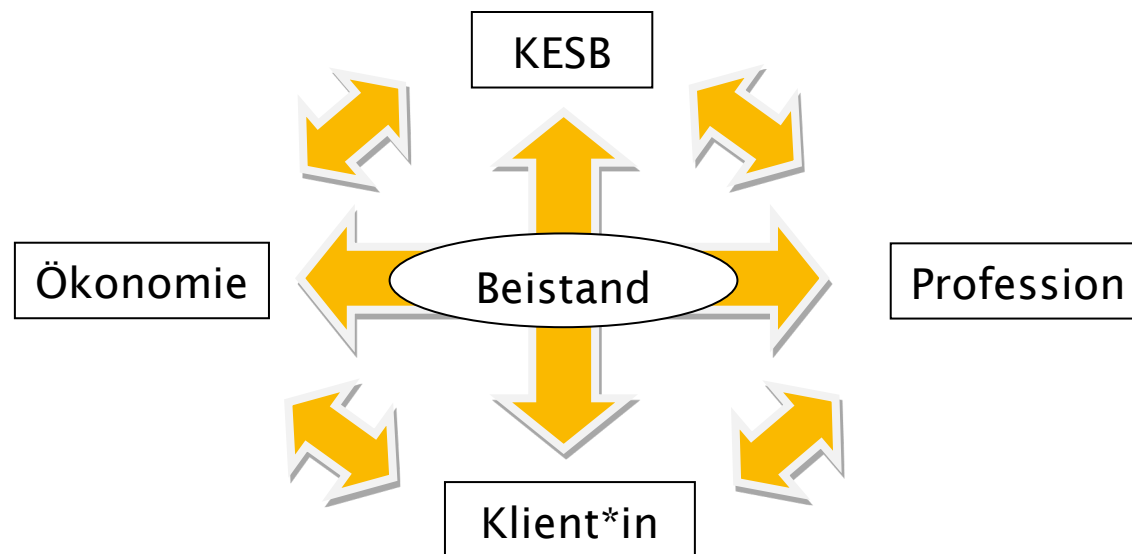 KESB
Ökonomie
Beistand
Profession
Klient*in